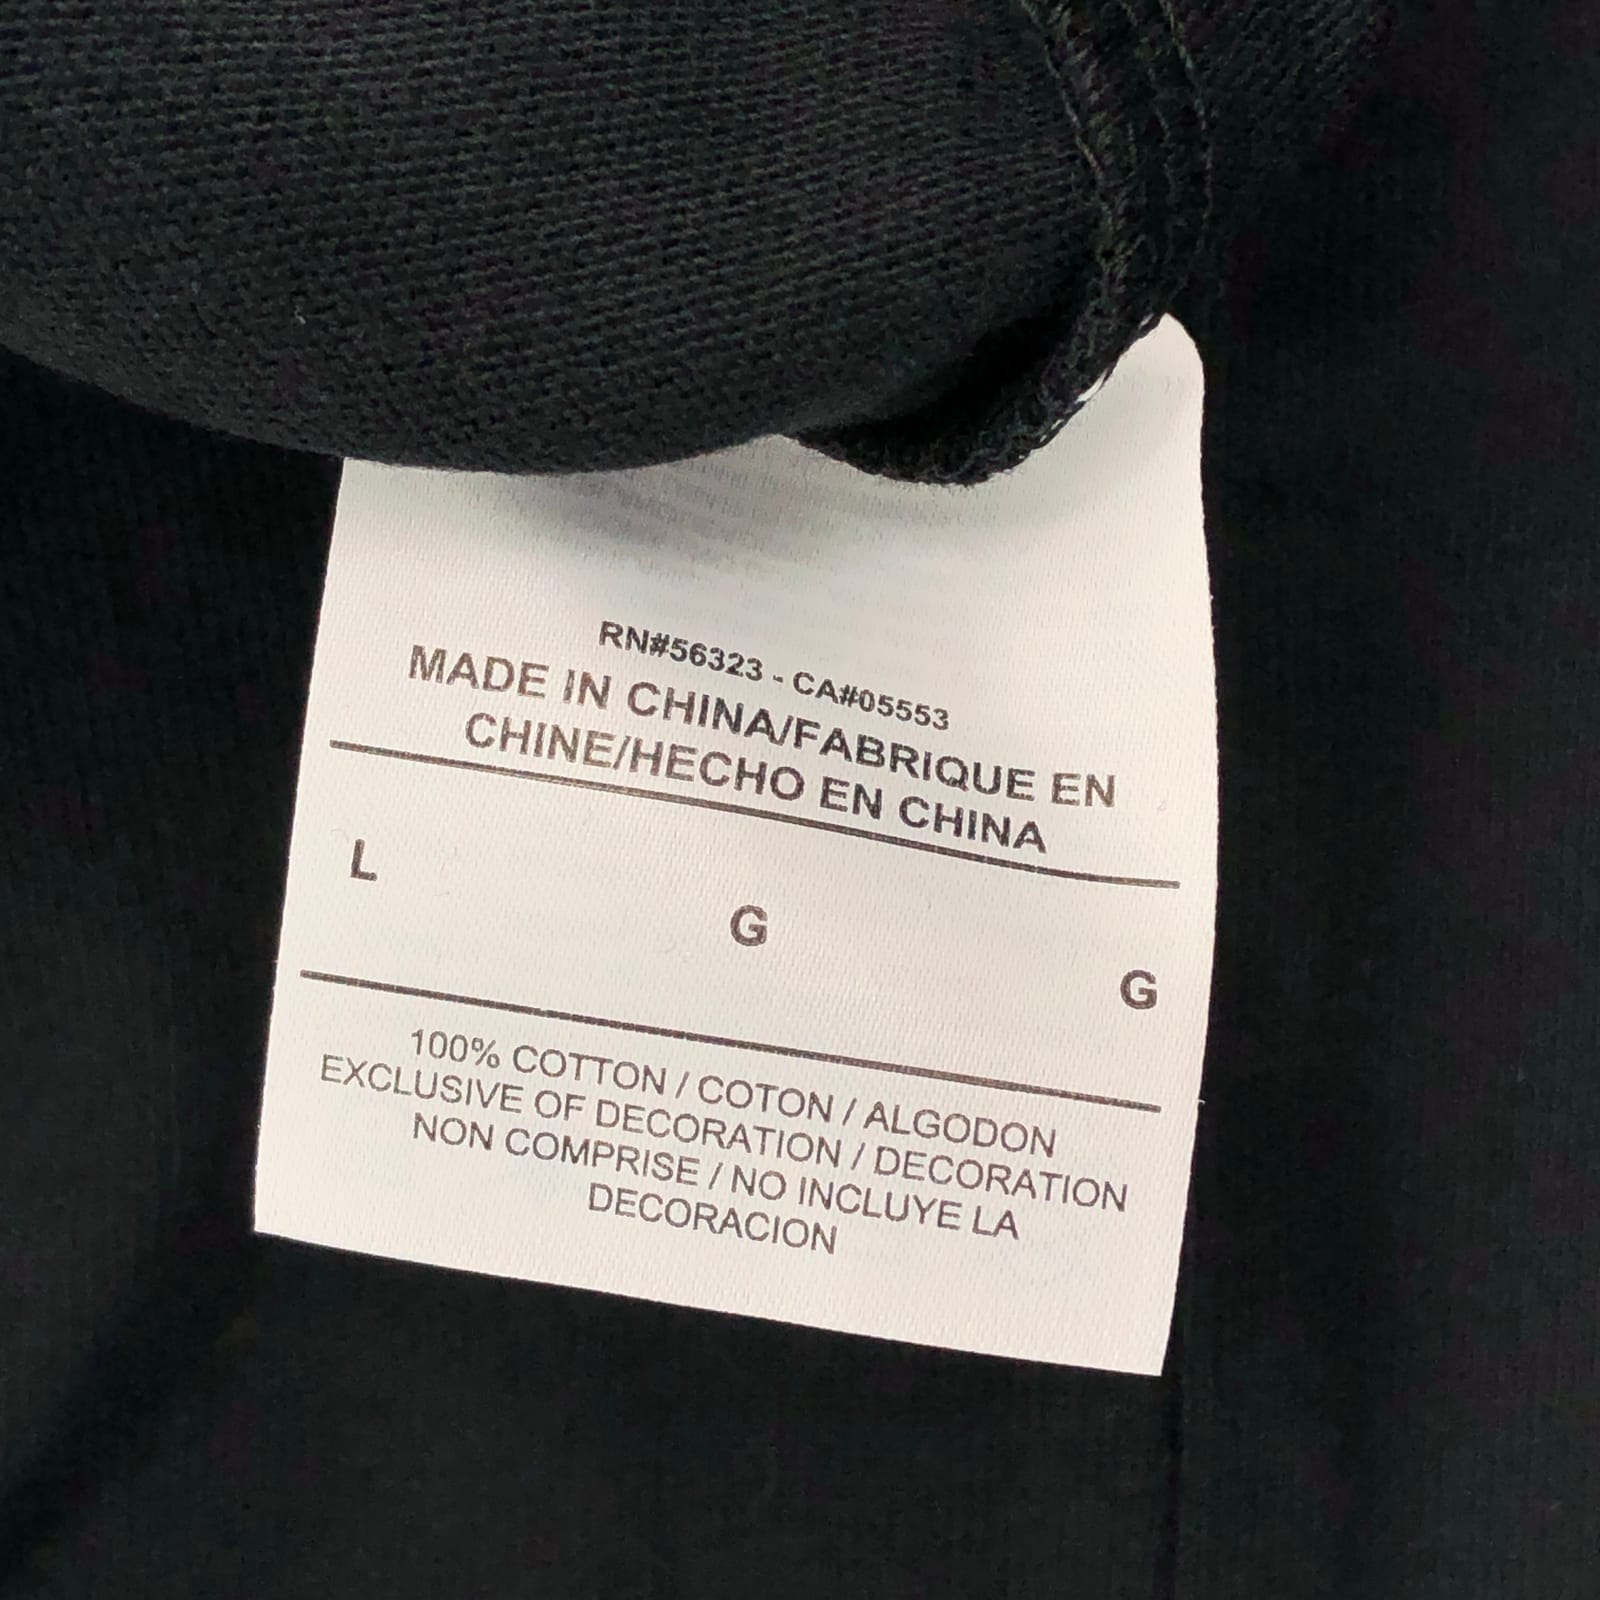 RN#56323 - CA#05553
MADE IN CHINA/FABRIQUE EN
CHINE/HECHO EN CHINA
L G G
100% COTTON / COTON / ALGODON
EXCLUSIVE OF DECORATION / DECORATION
NON COMPRISE / NO INCLUYE LA
DECORACION